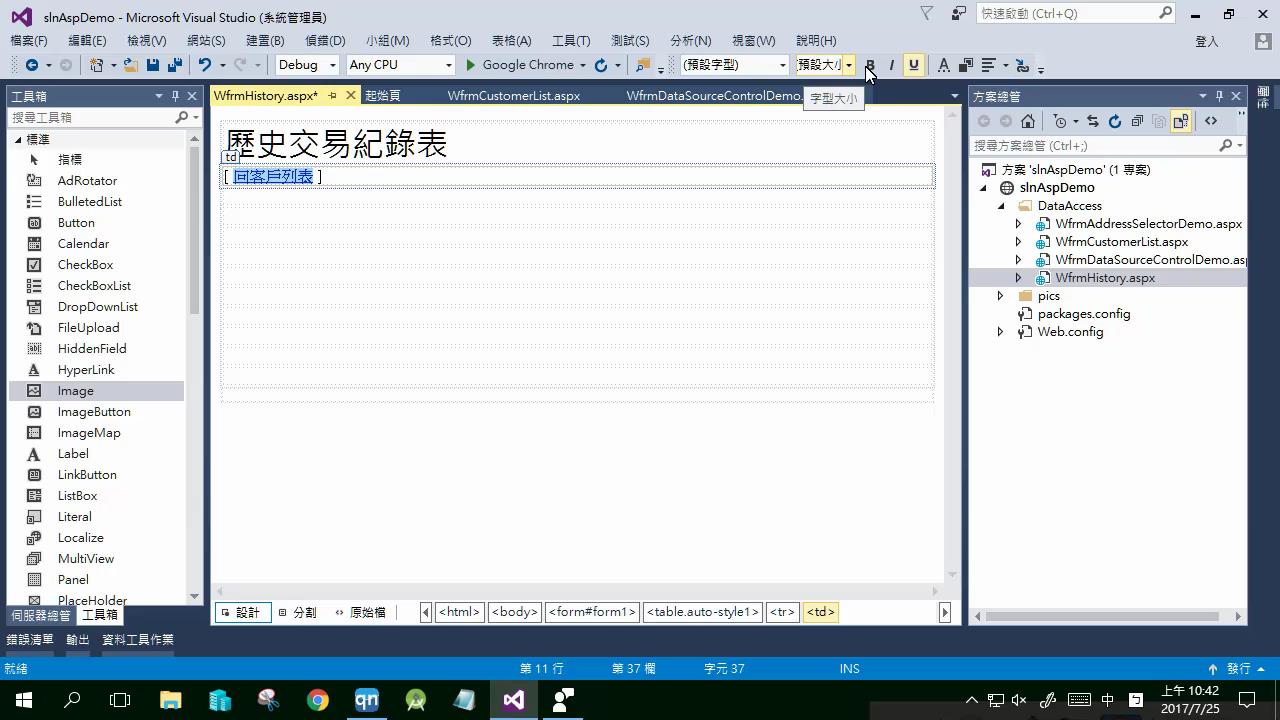 slnAspDemo - Microsoft Visual Studio (系統管理員)
快速啟動 (Ctrl+Q)
檔案(F) 編輯(E) 檢視(V) 網站(S) 建置(B) 偵錯(D) 小組(M) 格式(O) 表格(A) 工具(T) 測試(S) 分析(N) 視窗(W) 說明(H) 登入
Debug Any CPU Google Chrome (預設字型) 預設大小 B I U A
字型大小
工具箱
搜尋工具箱
標準
指標
AdRotator
BulletedList
Button
Calendar
CheckBox
CheckBoxList
DropDownList
FileUpload
HiddenField
HyperLink
Image
ImageButton
ImageMap
Label
LinkButton
ListBox
Literal
Localize
MultiView
Panel
PlaceHolder
伺服器總管 工具箱
WfrmHistory.aspx* 起始頁 WfrmCustomerList.aspx WfrmDataSourceControlDemo.
歷史交易紀錄表
td
[ 回客戶列表 ]
設計 分割 原始檔 <html> <body> <form#form1> <table.auto-style1> <tr> <td>
方案總管
搜尋方案總管 (Ctrl+;)
方案 'slnAspDemo' (1 專案)
slnAspDemo
DataAccess
WfrmAddressSelectorDemo.aspx
WfrmCustomerList.aspx
WfrmDataSourceControlDemo.asp
WfrmHistory.aspx
pics
packages.config
Web.config
錯誤清單 輸出 資料工具作業
就緒 第 11 行 第 37 欄 字元 37 INS 發行
qn 中 上午 10:42
2017/7/25